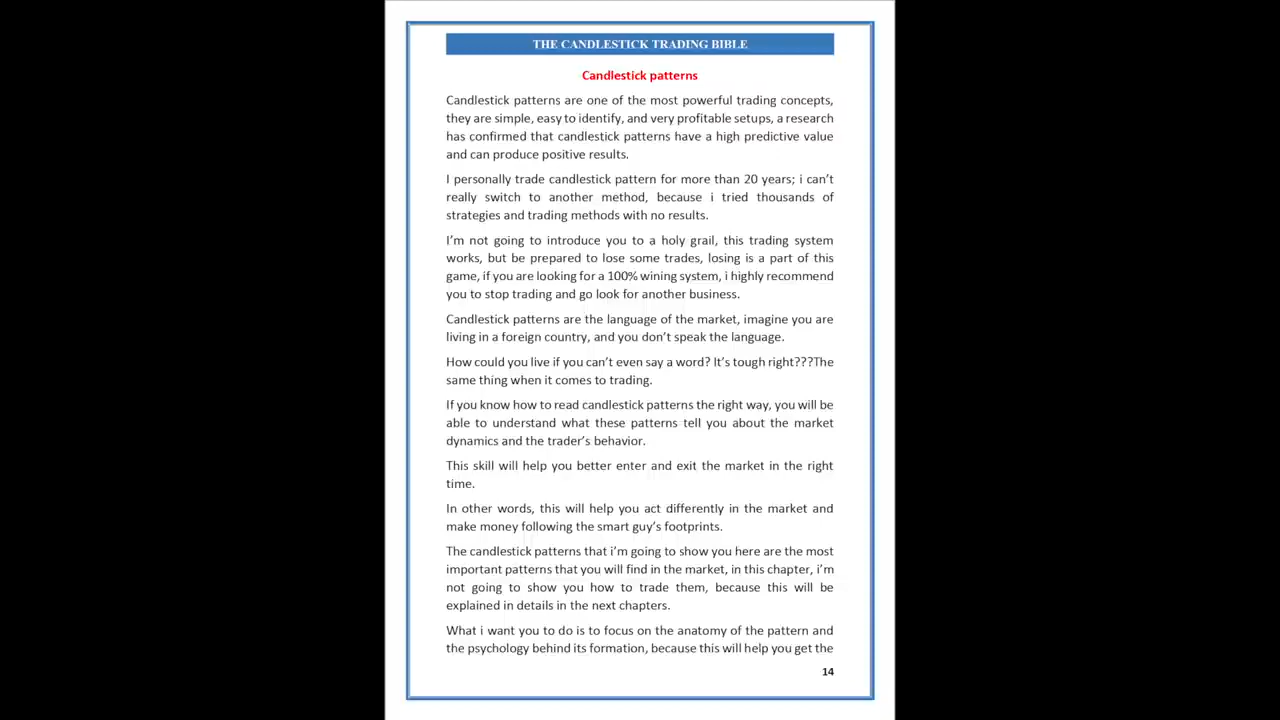 THE CANDLESTICK TRADING BIBLE
Candlestick patterns
Candlestick patterns are one of the most powerful trading concepts,
they are simple, easy to identify, and very profitable setups, a research
has confirmed that candlestick patterns have a high predictive value
and can produce positive results.
I personally trade candlestick pattern for more than 20 years; i can't
really switch to another method, because i tried thousands of
strategies and trading methods with no results.
I'm not going to introduce you to a holy grail, this trading system
works, but be prepared to lose some trades, losing is a part of this
game, if you are looking for a 100% wining system, i highly recommend
you to stop trading and go look for another business.
Candlestick patterns are the language of the market, imagine you are
living in a foreign country, and you don't speak the language.
How could you live if you can't even say a word? It's tough right???The
same thing when it comes to trading.
If you know how to read candlestick patterns the right way, you will be
able to understand what these patterns tell you about the market
dynamics and the trader's behavior.
This skill will help you better enter and exit the market in the right
time.
In other words, this will help you act differently in the market and
make money following the smart guy's footprints.
The candlestick patterns that i'm going to show you here are the most
important patterns that you will find in the market, in this chapter, i'm
not going to show you how to trade them, because this will be
explained in details in the next chapters.
What i want you to do is to focus on the anatomy of the pattern and
the psychology behind its formation, because this will help you get the
14